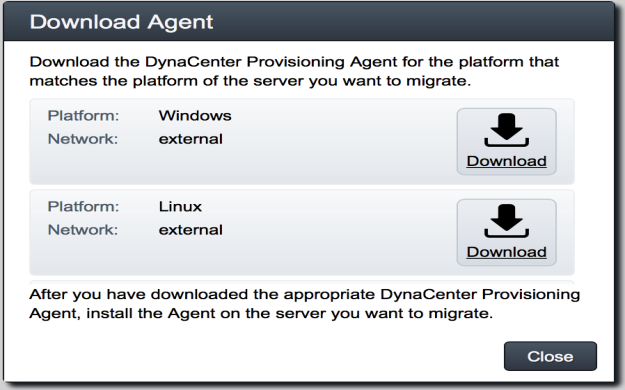 Download Agent
Download the DynaCenter Provisioning Agent for the platform that
matches the platform of the server you want to migrate.
Platform: Windows
Network: external
Download
Platform: Linux
Network: external
Download
After you have downloaded the appropriate DynaCenter Provisioning
Agent, install the Agent on the server you want to migrate.
Close